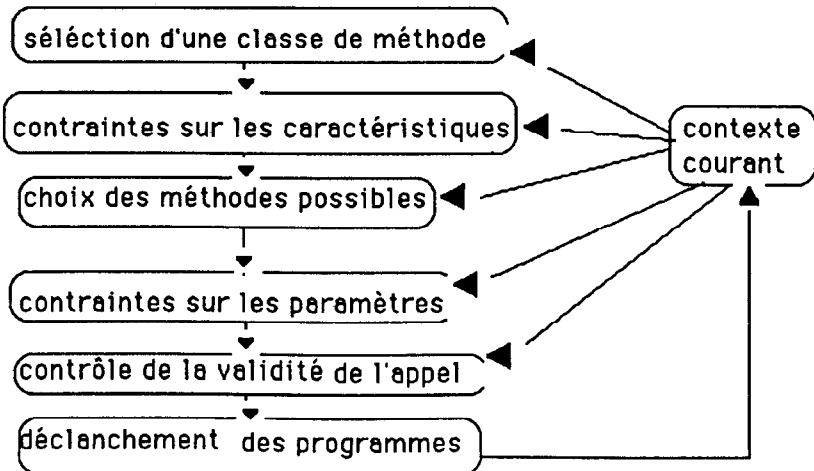 séléction d'une classe de méthode
contraintes sur les caractéristiques
contexte
courant
choix des méthodes possibles
contraintes sur les paramètres
contrôle de la validité de l'appel
déclanchement des programmes